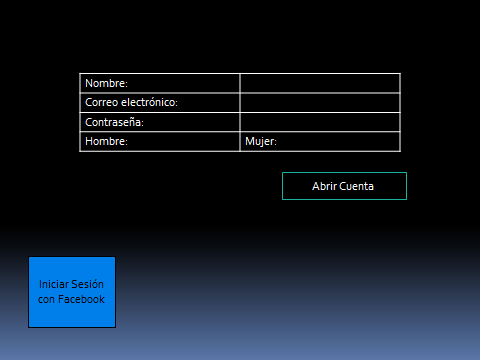 Nombre:
Correo electrónico:
Contraseña:
Hombre: Mujer:
Abrir Cuenta
Iniciar Sesión
con Facebook